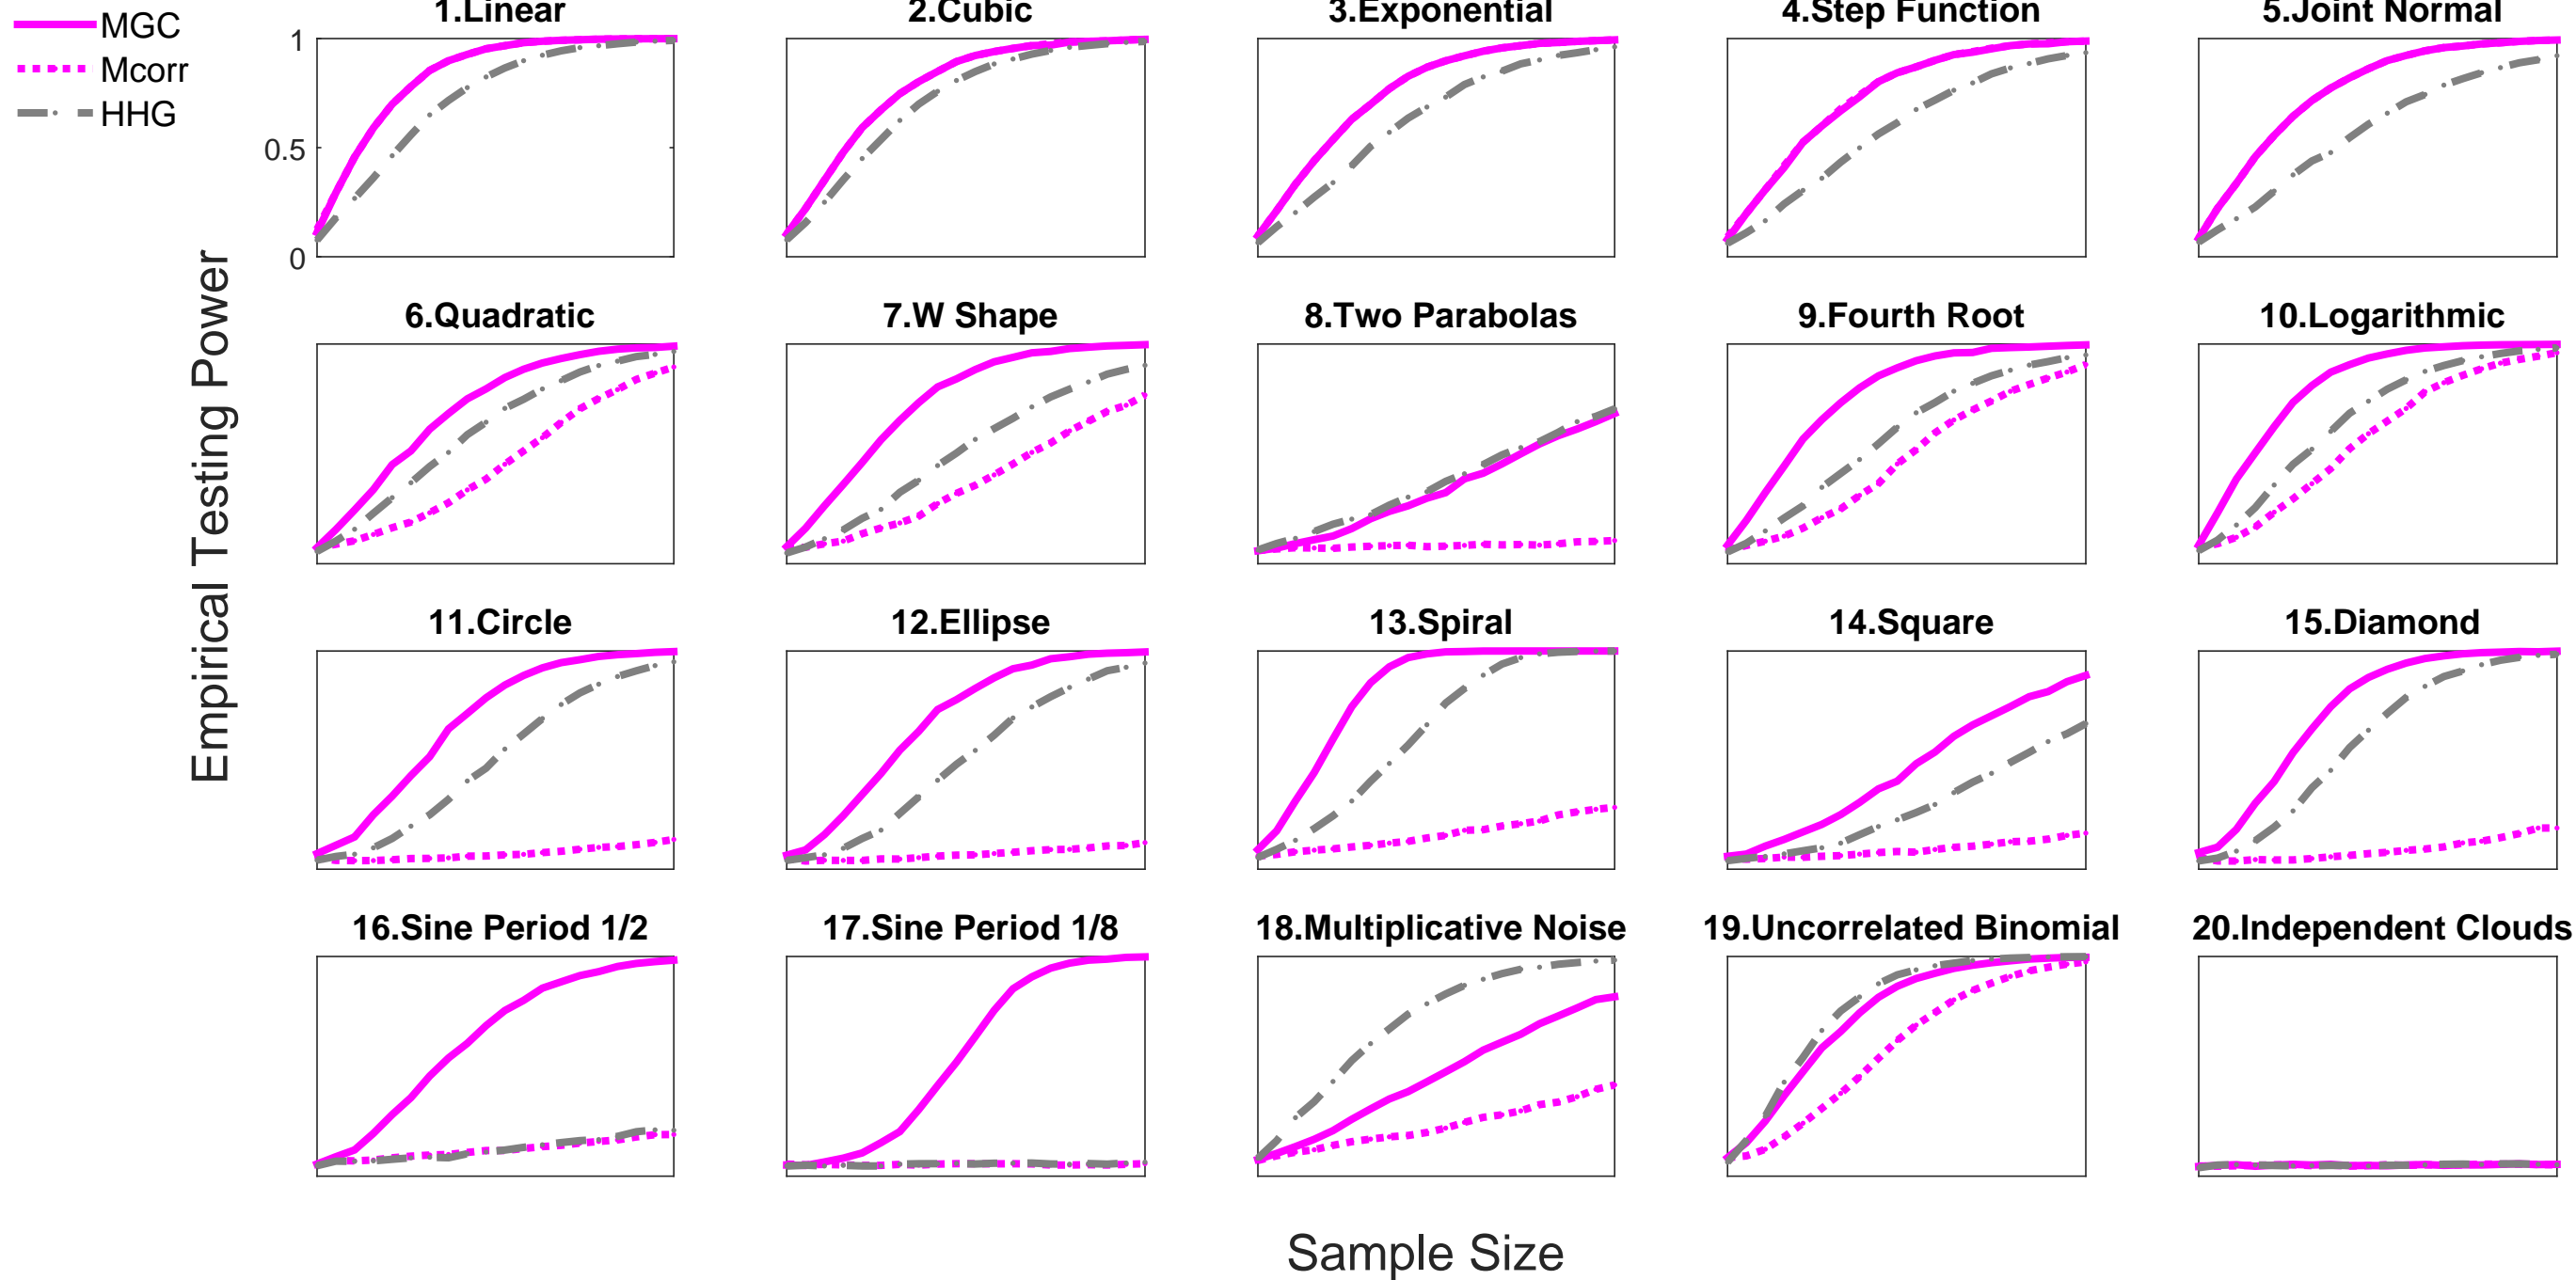 MGC
Mcorr
HHG
1.Linear
2.Cubic
3.Exponential
4.Step Function
5.Joint Normal
1
0.5
0
Empirical Testing Power
6.Quadratic
7.W Shape
8.Two Parabolas
9.Fourth Root
10.Logarithmic
11.Circle
12.Ellipse
13.Spiral
14.Square
15.Diamond
16.Sine Period 1/2
17.Sine Period 1/8
18.Multiplicative Noise
19.Uncorrelated Binomial
20.Independent Clouds
Sample Size